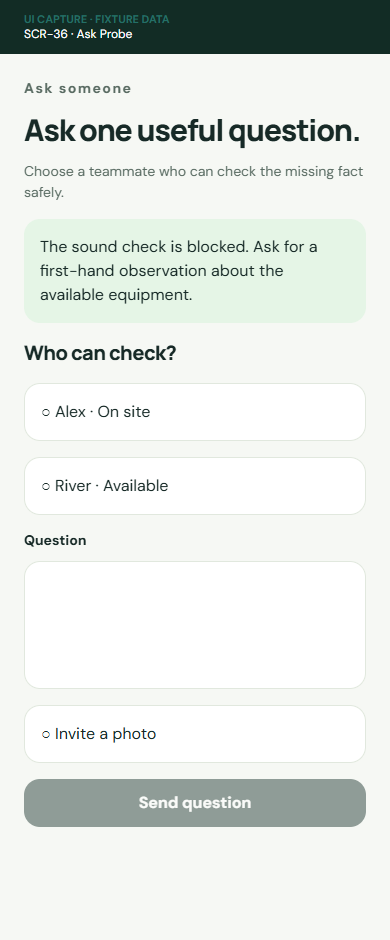 UI CAPTURE · FIXTURE DATA
SCR-36 · Ask Probe
Ask someone
Ask one useful question.
Choose a teammate who can check the missing fact
safely.
The sound check is blocked. Ask for a
first-hand observation about the
available equipment.
Who can check?
○ Alex · On site
○ River · Available
Question
○ Invite a photo
Send question